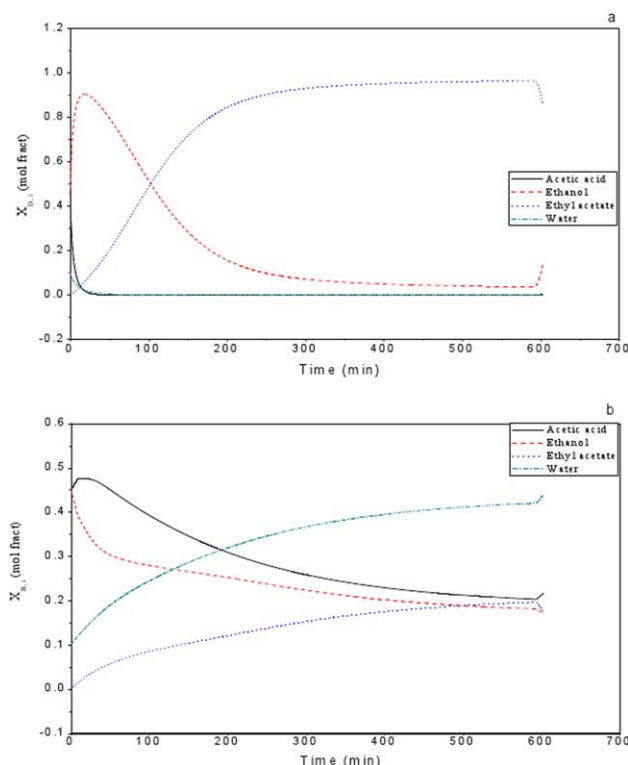 a
1.2
1.0
0.8
0.6
0.4
0.2
0.0
-0.2
X D, i (mol fract)
Acetic acid
Ethanol
Ethyl acetate
Water
0 100 200 300 400 500 600 700
Time (min)
b
0.6
0.5
0.4
0.3
0.2
0.1
0.0
-0.1
X B, i (mol fract)
Acetic acid
Ethanol
Ethyl acetate
Water
0 100 200 300 400 500 600 700
Time (min)